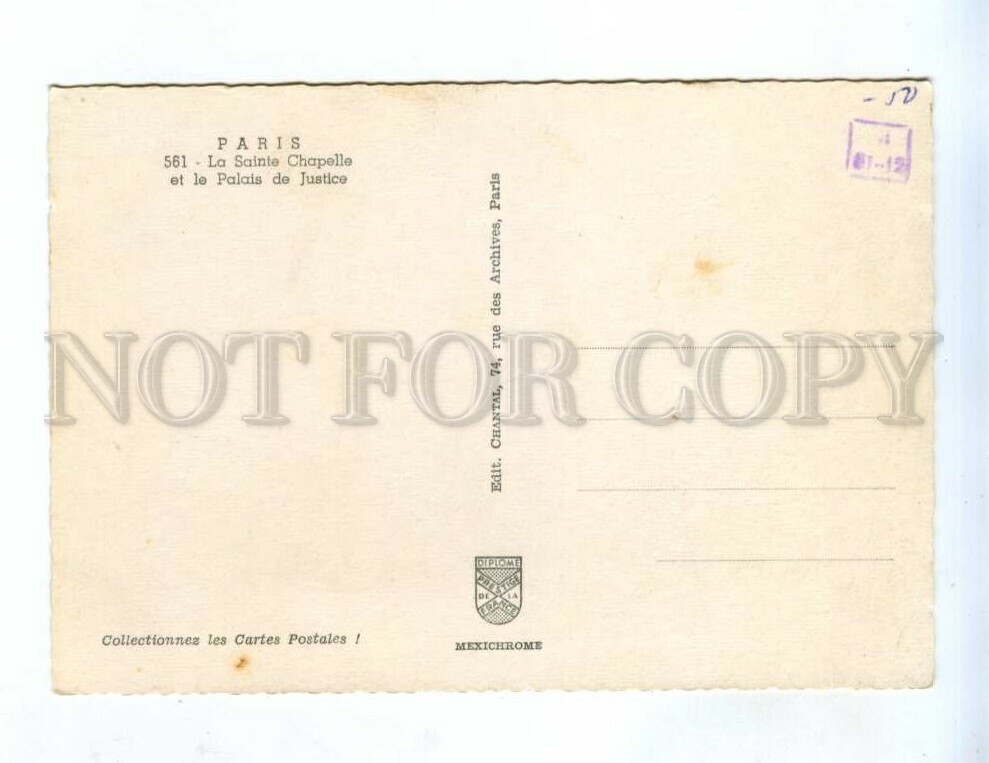 PARIS
561 - La Sainte Chapelle
et le Palais de Justice
- 50
4
61-12
Edit. CHANTAL, 74, rue des Archives, Paris
NOT FOR COPY
DIPLOME
PRESTIGE
DE LA
FRANCE
MEXICHROME
Collectionnez les Cartes Postales !